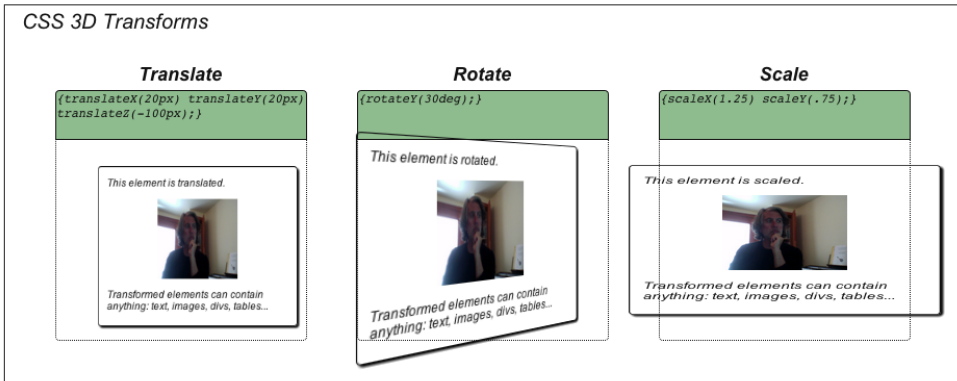 CSS 3D Transforms
Translate
{translateX(20px) translateY(20px)
translateZ(-100px);}
This element is translated.
Transformed elements can contain
anything: text, images, divs, tables...
Rotate
{rotateY(30deg);}
This element is rotated.
Transformed elements can contain
anything: text, images, divs, tables...
Scale
{scaleX(1.25) scaleY(.75);}
This element is scaled.
Transformed elements can contain
anything: text, images, divs, tables...